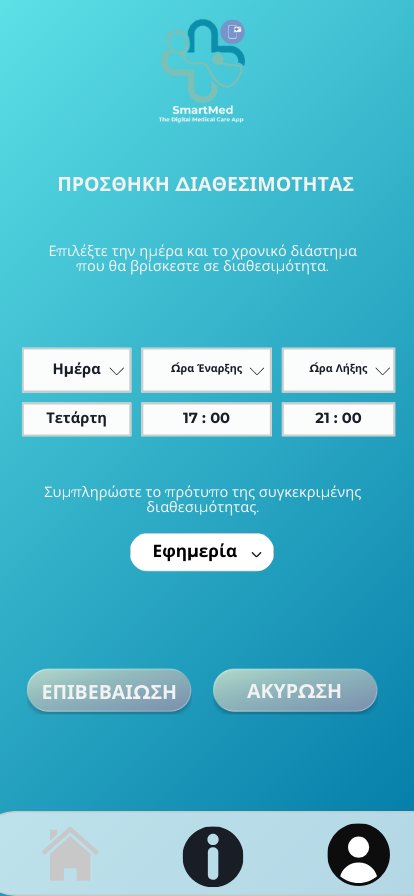 SmartMed
The Digital Medical Care App
ΠΡΟΣΘΗΚΗ ΔΙΑΘΕΣΙΜΟΤΗΤΑΣ
Επιλέξτε την ημέρα και το χρονικό διάστημα
που θα βρίσκεστε σε διαθεσιμότητα.
Ημέρα Ώρα Έναρξης Ώρα Λήξης
Τετάρτη 17 : 00 21 : 00
Συμπληρώστε το πρότυπο της συγκεκριμένης
διαθεσιμότητας.
Εφημερία
ΕΠΙΒΕΒΑΙΩΣΗ ΑΚΥΡΩΣΗ